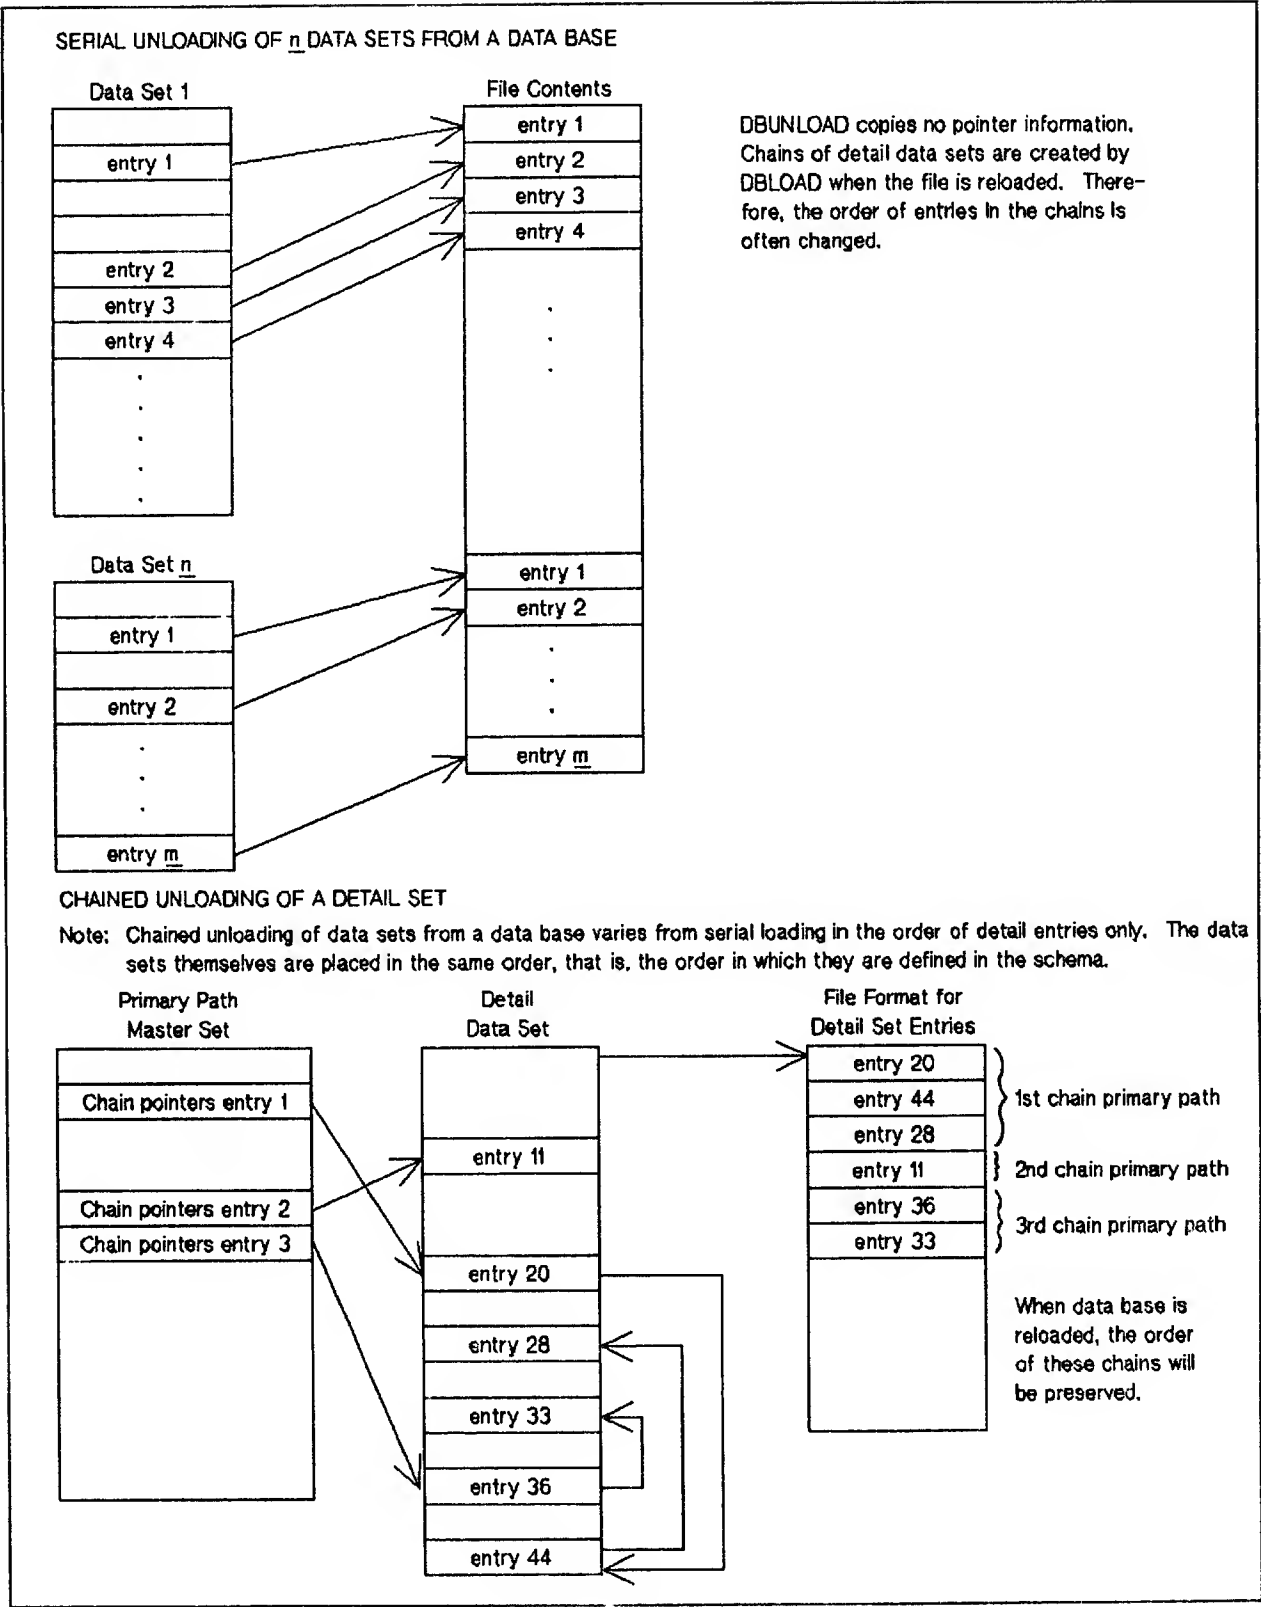 SERIAL UNLOADING OF n DATA SETS FROM A DATA BASE
Data Set 1
entry 1
entry 2
entry 3
entry 4
File Contents
entry 1
entry 2
entry 3
entry 4
DBUNLOAD copies no pointer information.
Chains of detail data sets are created by
DBLOAD when the file is reloaded. There-
fore, the order of entries in the chains is
often changed.
Data Set n
entry 1
entry 2
entry m
entry 1
entry 2
entry m
CHAINED UNLOADING OF A DETAIL SET
Note: Chained unloading of data sets from a data base varies from serial loading in the order of detail entries only. The data
sets themselves are placed in the same order, that is, the order in which they are defined in the schema.
Primary Path
Master Set
Chain pointers entry 1
Chain pointers entry 2
Chain pointers entry 3
Detail
Data Set
entry 11
entry 20
entry 28
entry 33
entry 36
entry 44
File Format for
Detail Set Entries
entry 20
entry 44
entry 28
entry 11
entry 36
entry 33
1st chain primary path
2nd chain primary path
3rd chain primary path
When data base is
reloaded, the order
of these chains will
be preserved.